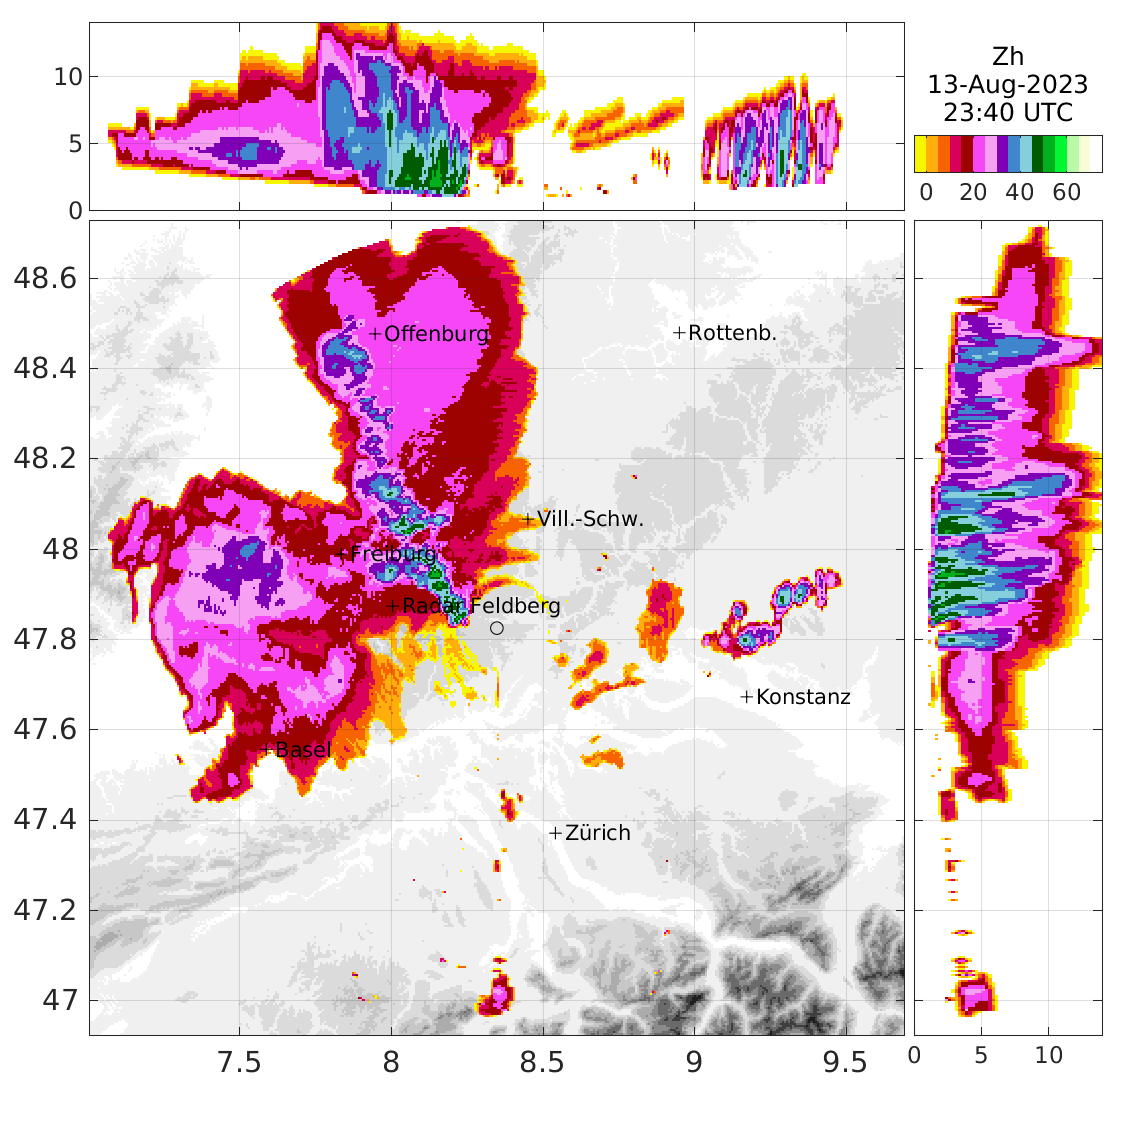 10
5
0
Zh
13-Aug-2023
23:40 UTC
0 20 40 60
48.6
48.4
48.2
48
47.8
47.6
47.4
47.2
47
+Offenburg
+Rottenb.
+Vill.-Schw.
+Freiburg
+Radar Feldberg
+Konstanz
+Basel
+Zürich
7.5 8 8.5 9 9.5
0 5 10